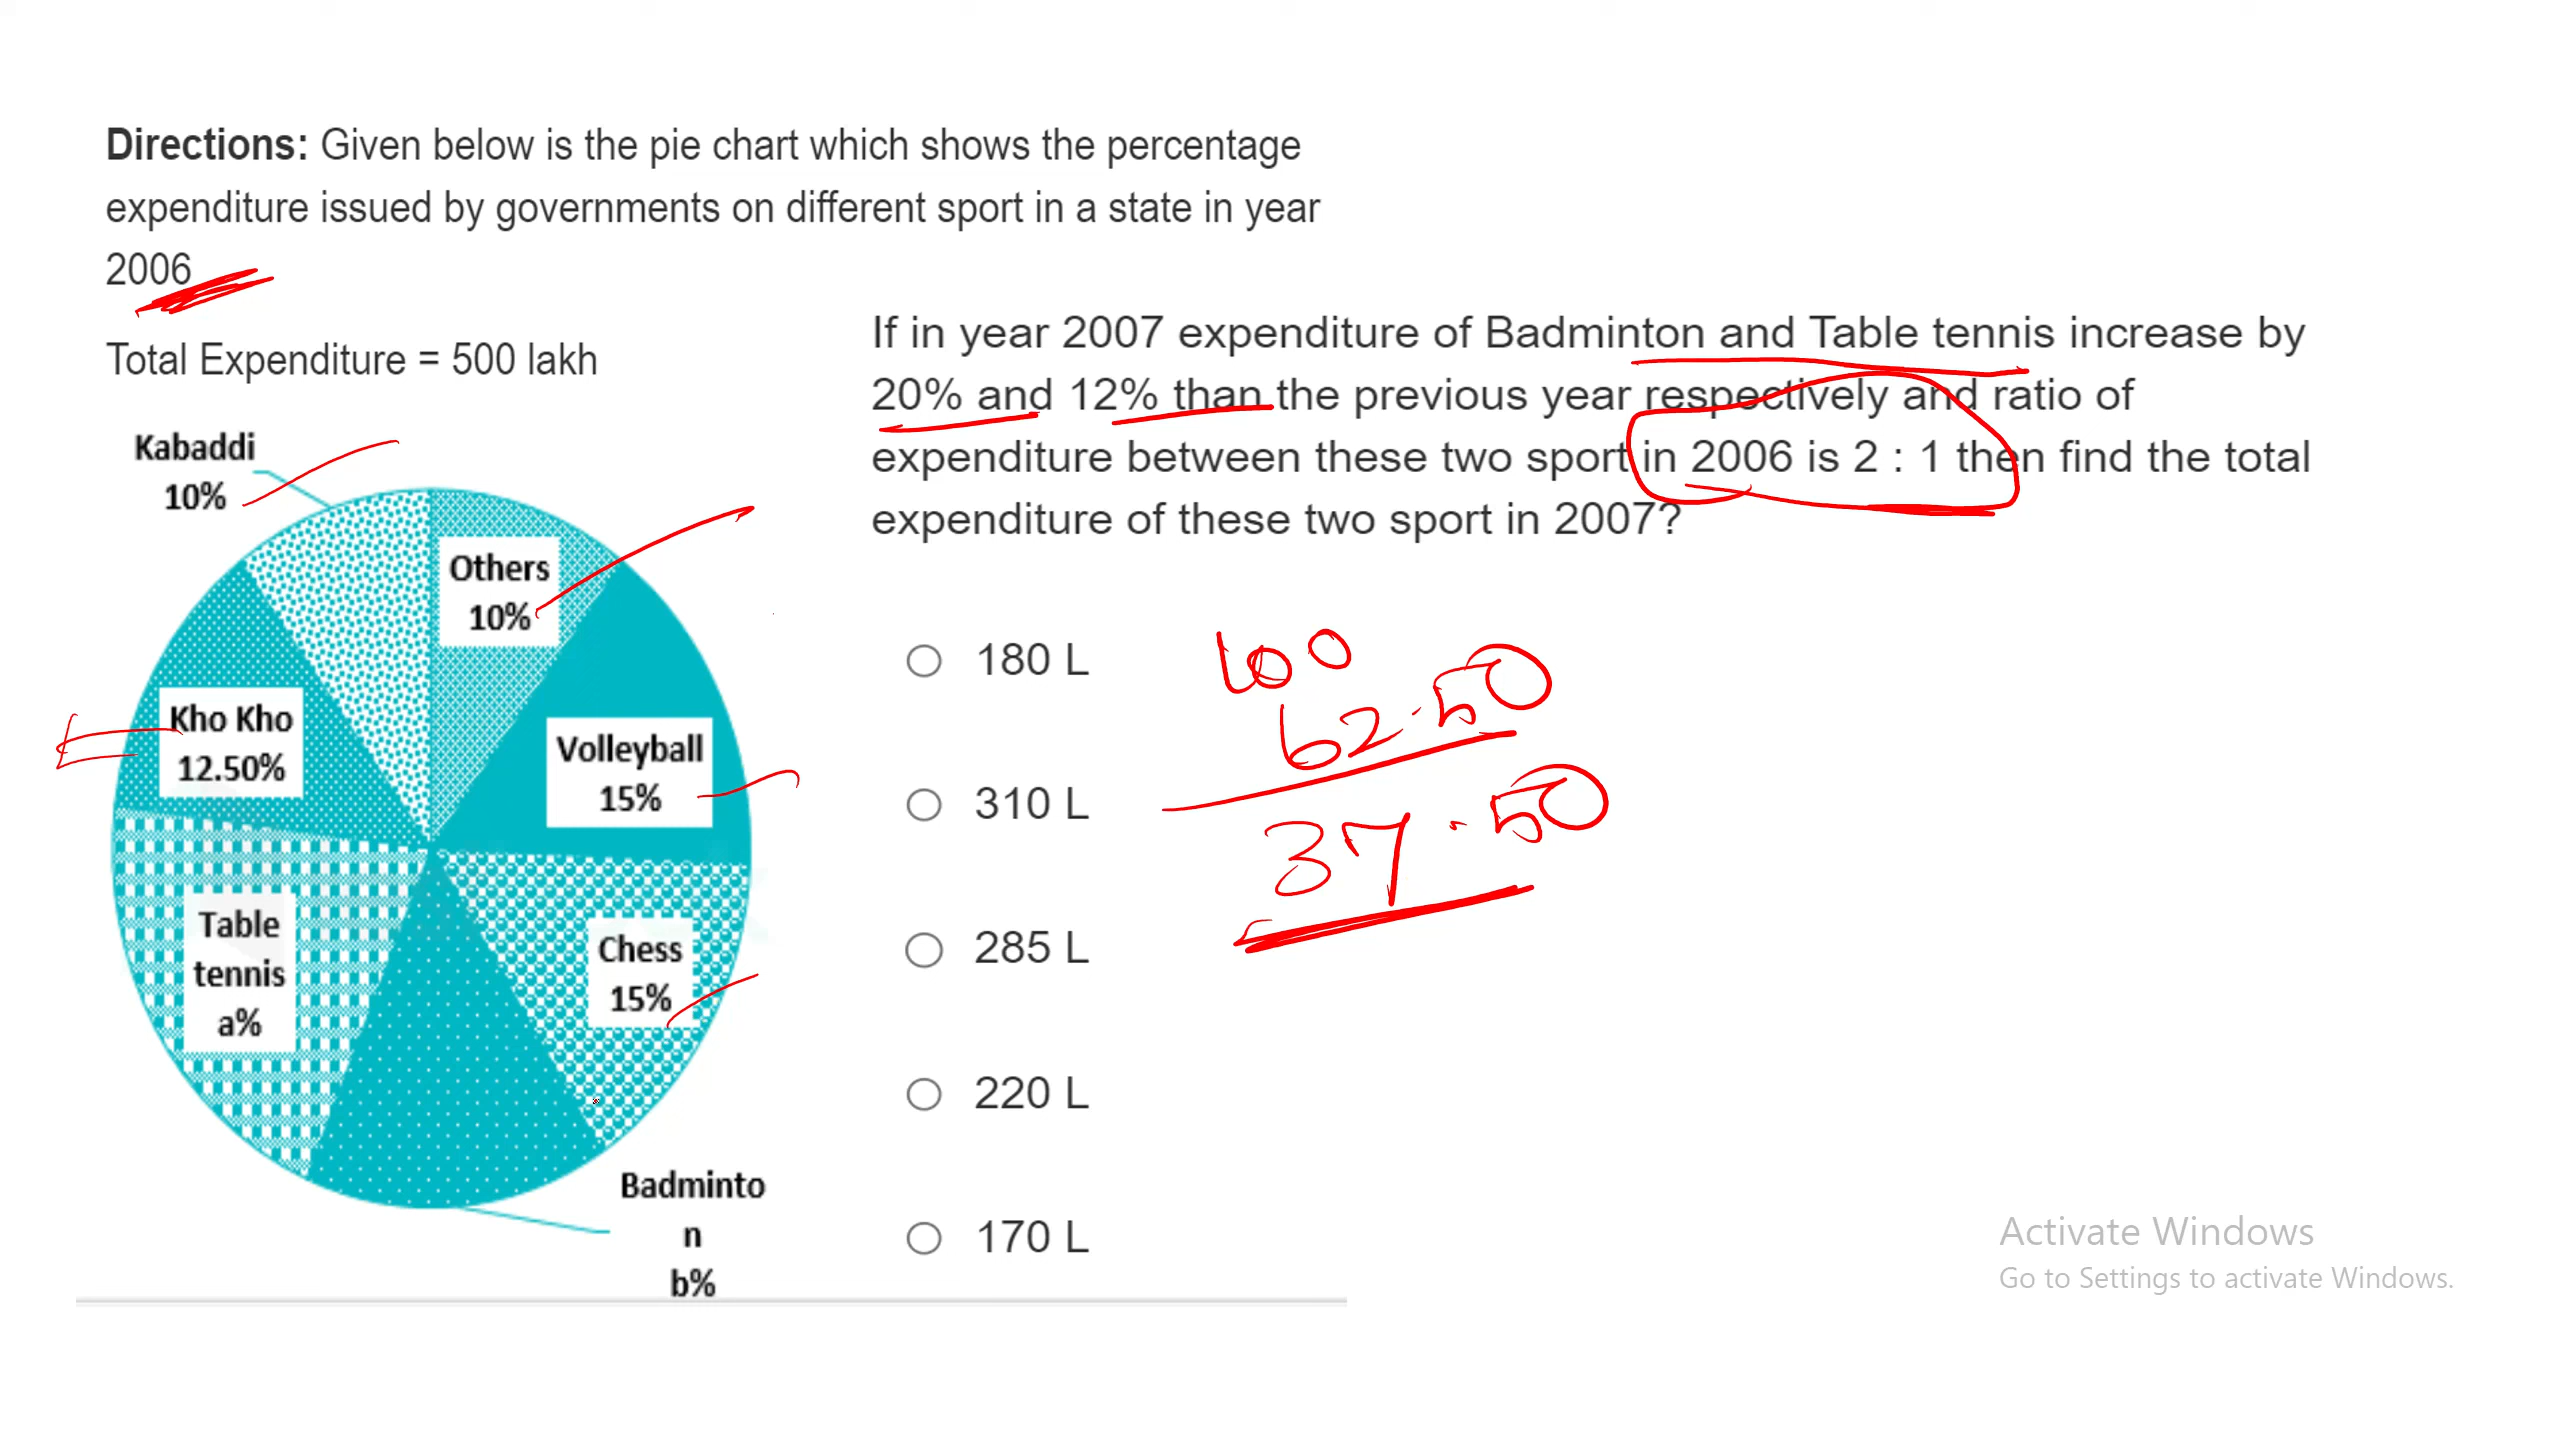 Directions: Given below is the pie chart which shows the percentage
expenditure issued by governments on different sport in a state in year
2006
Total Expenditure = 500 lakh
Kabaddi
10%
Others
10%
Kho Kho
12.50%
Volleyball
15%
Table
tennis
a%
Chess
15%
Badminto
n
b%
If in year 2007 expenditure of Badminton and Table tennis increase by
20% and 12% than the previous year respectively and ratio of
expenditure between these two sport in 2006 is 2 : 1 then find the total
expenditure of these two sport in 2007?
180 L
310 L
285 L
220 L
170 L
100
62.50
37.50
Activate Windows
Go to Settings to activate Windows.